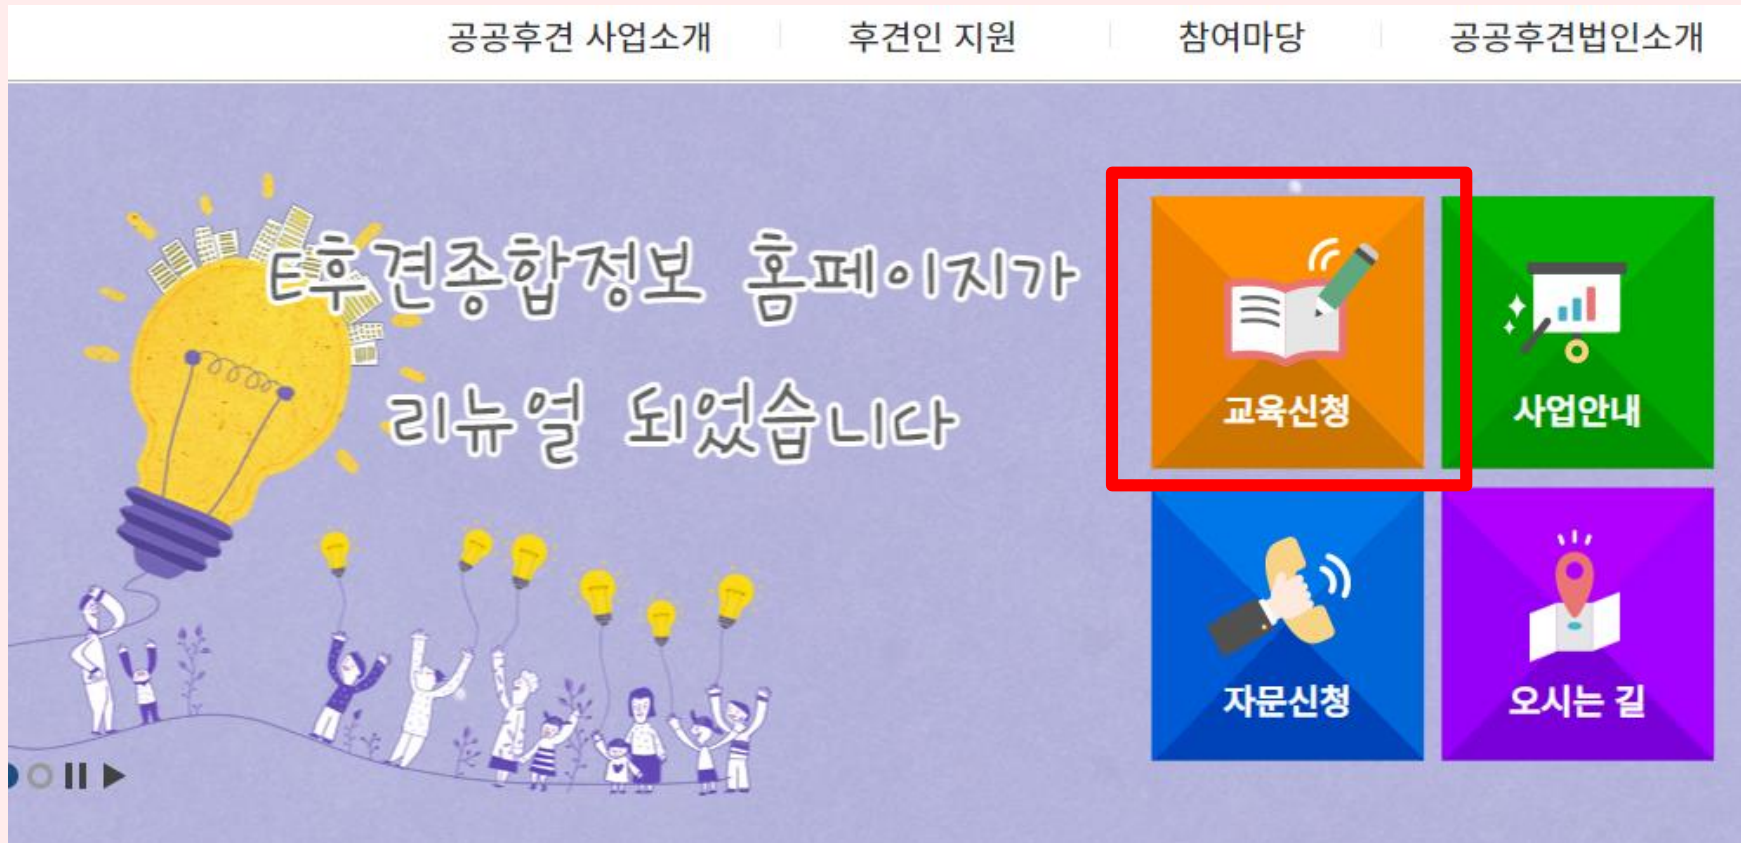 공공후견 사업소개 후견인 지원 참여마당 공공후견법인소개
E후견종합정보 홈페이지가
리뉴얼 되었습니다
교육신청 사업안내
자문신청 오시는 길